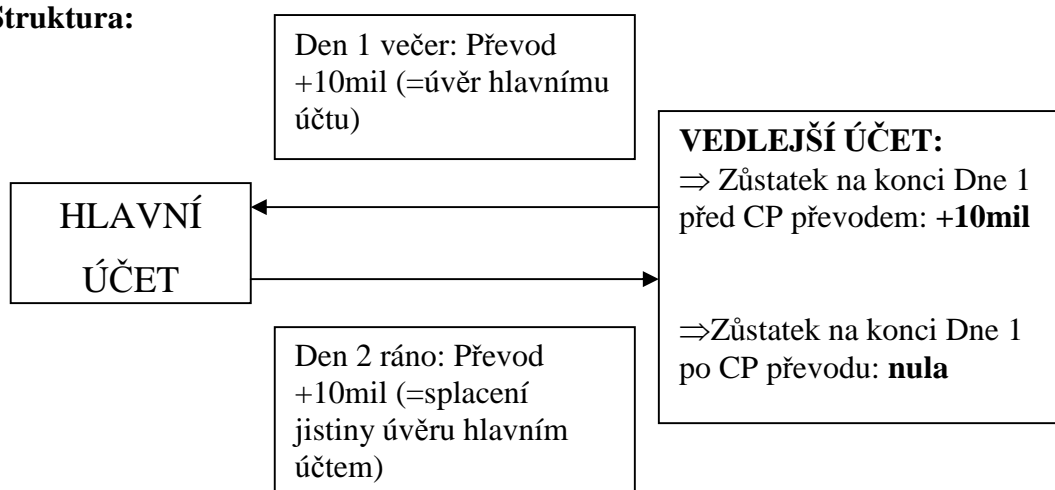 Struktura:
Den 1 večer: Převod
+10mil (=úvěr hlavnímu
účtu)
VEDLEJŠÍ ÚČET:
⇒ Zůstatek na konci Dne 1
před CP převodem: +10mil
HLAVNÍ
ÚČET
⇒Zůstatek na konci Dne 1
po CP převodu: nula
Den 2 ráno: Převod
+10mil (=splacení
jistiny úvěru hlavním
účtem)